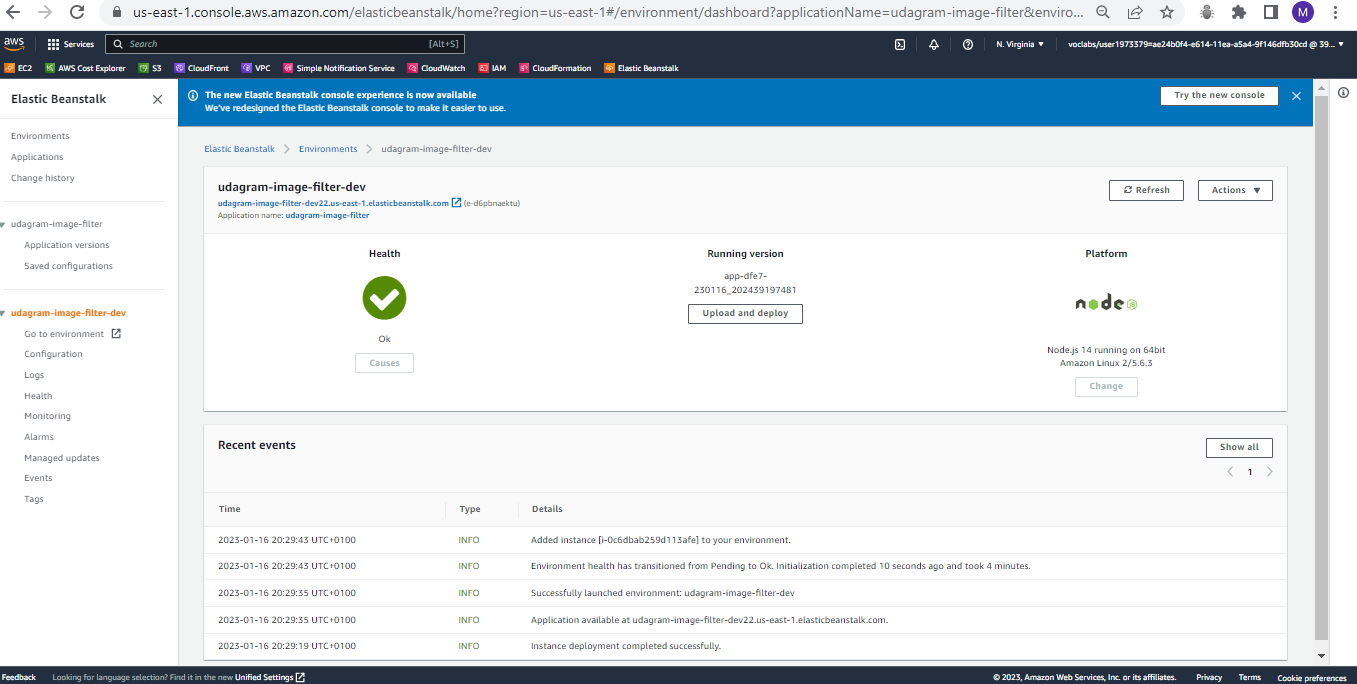 us-east-1.console.aws.amazon.com/elasticbeanstalk/home?region=us-east-1#/environment/dashboard?applicationName=udagram-image-filter&enviro...
M
aws
Services
Search
[Alt+S]
N. Virginia
voclabs/user1973379=ae24b0f4-e614-11ea-a5a4-9f146dfb30cd @ 39...
EC2
AWS Cost Explorer
S3
CloudFront
VPC
Simple Notification Service
CloudWatch
IAM
CloudFormation
Elastic Beanstalk
Elastic Beanstalk
Environments
Applications
Change history
udagram-image-filter
Application versions
Saved configurations
udagram-image-filter-dev
Go to environment
Configuration
Logs
Health
Monitoring
Alarms
Managed updates
Events
Tags
The new Elastic Beanstalk console experience is now available
We've redesigned the Elastic Beanstalk console to make it easier to use.
Try the new console
Elastic Beanstalk
Environments
udagram-image-filter-dev
udagram-image-filter-dev
udagram-image-filter-dev22.us-east-1.elasticbeanstalk.com (e-d6pbnaektu)
Application name: udagram-image-filter
Refresh
Actions
Health
Ok
Causes
Running version
app-dfe7-
230116_202439197481
Upload and deploy
Platform
node
Node.js 14 running on 64bit
Amazon Linux 2/5.6.3
Change
Recent events
Show all
1
Time Type Details
2023-01-16 20:29:43 UTC+0100 INFO Added instance [i-0c6dbab259d113afe] to your environment.
2023-01-16 20:29:43 UTC+0100 INFO Environment health has transitioned from Pending to Ok. Initialization completed 10 seconds ago and took 4 minutes.
2023-01-16 20:29:35 UTC+0100 INFO Successfully launched environment: udagram-image-filter-dev
2023-01-16 20:29:35 UTC+0100 INFO Application available at udagram-image-filter-dev22.us-east-1.elasticbeanstalk.com.
2023-01-16 20:29:19 UTC+0100 INFO Instance deployment completed successfully.
Feedback
Looking for language selection? Find it in the new Unified Settings
© 2023, Amazon Web Services, Inc. or its affiliates.
Privacy
Terms
Cookie preferences